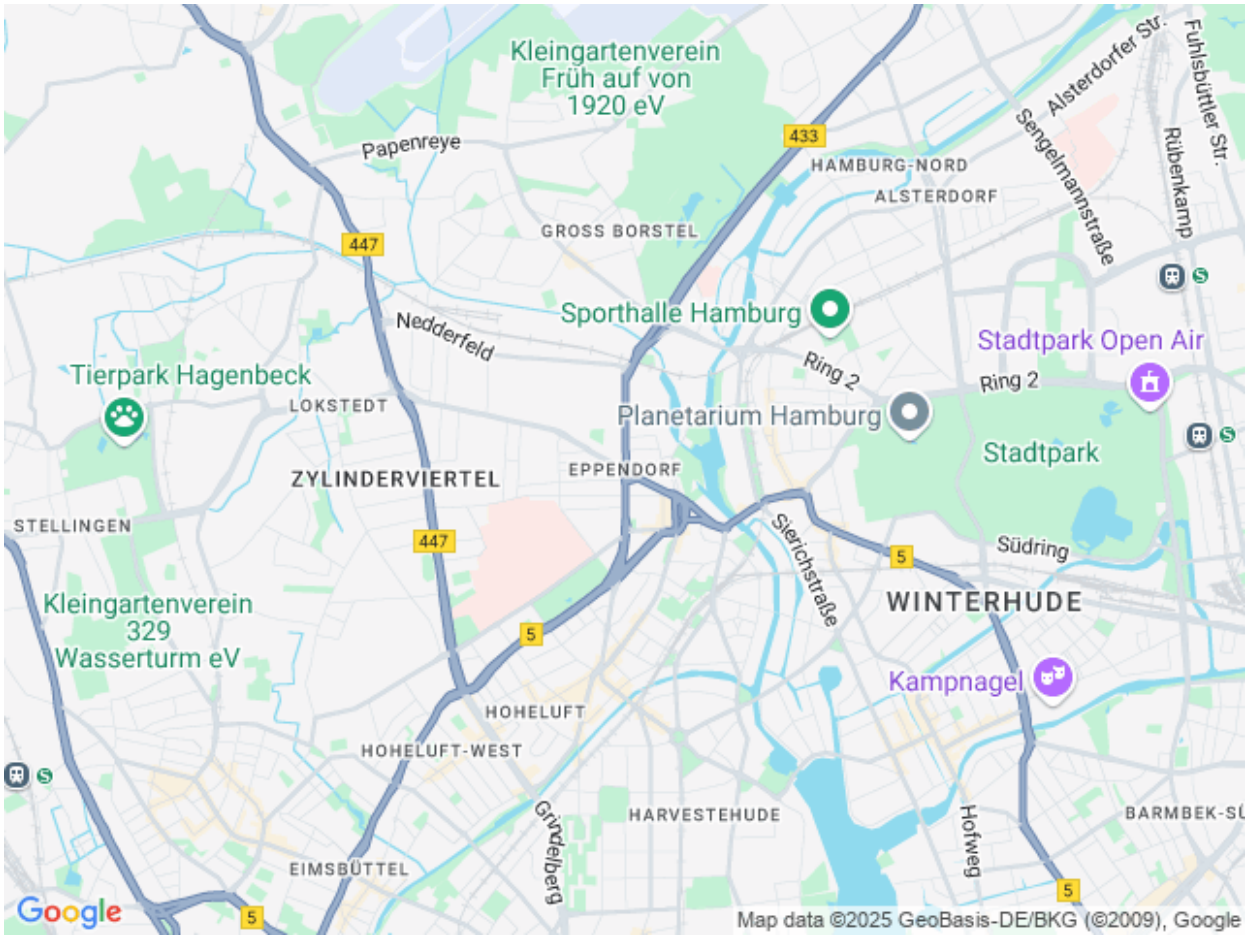 Kleingartenverein
Früh auf von
1920 eV
Alsterdorfer Str.
Fuhlsbüttler Str.
433
Papenreye
HAMBURG-NORD
Sengelmannstraße
Rübenkamp
ALSTERDORF
447
GROSS BORSTEL
S
Sporthalle Hamburg
Nedderfeld
Stadtpark Open Air
Ring 2
Ring 2
Tierpark Hagenbeck
LOKSTEDT
Planetarium Hamburg
S
Stadtpark
EPPENDORF
ZYLINDERVIERTEL
STELLINGEN
447
Sierichstraße
Südring
5
Kleingartenverein
329
Wasserturm eV
WINTERHUDE
5
Kampnagel
HOHELUFT
HOHELUFT-WEST
S
Grindelberg
HARVESTEHUDE
Hofweg
BARMBEK-SÜ
EIMSBÜTTEL
5
5
Google
Map data ©2025 GeoBasis-DE/BKG (©2009), Google